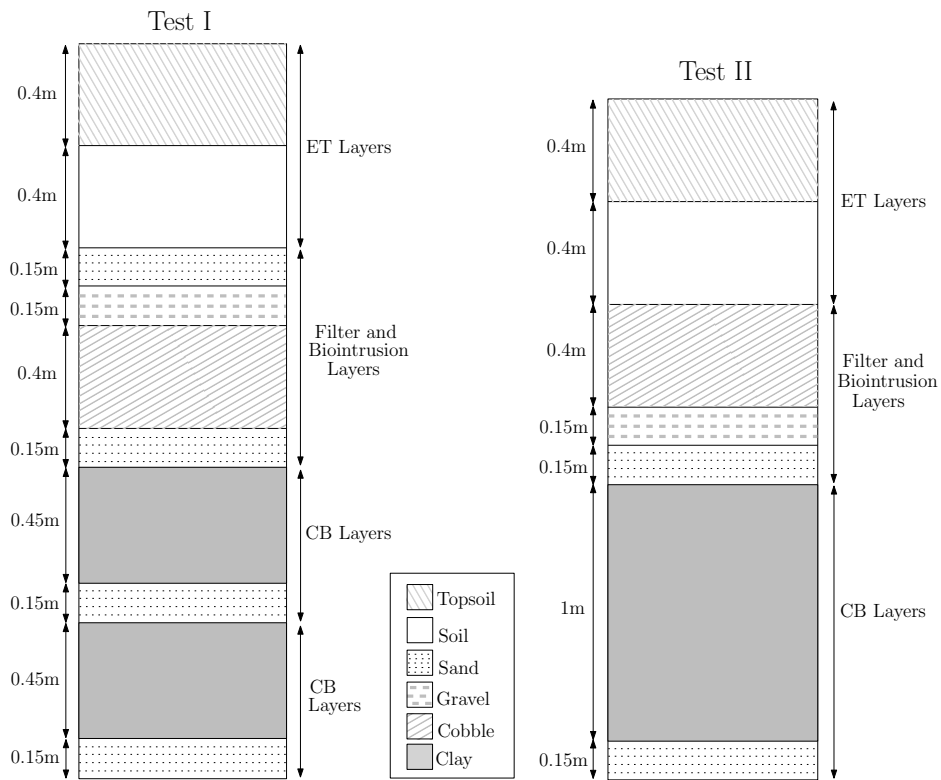 Test I
0.4m
0.4m
0.15m
0.15m
0.4m
0.15m
0.45m
0.15m
0.45m
0.15m
ET Layers
Filter and
Biointrusion
Layers
CB Layers
CB
Layers
Topsoil
Soil
Sand
Gravel
Cobble
Clay
Test II
0.4m
0.4m
0.4m
0.15m
0.15m
1m
0.15m
ET Layers
Filter and
Biointrusion
Layers
CB Layers